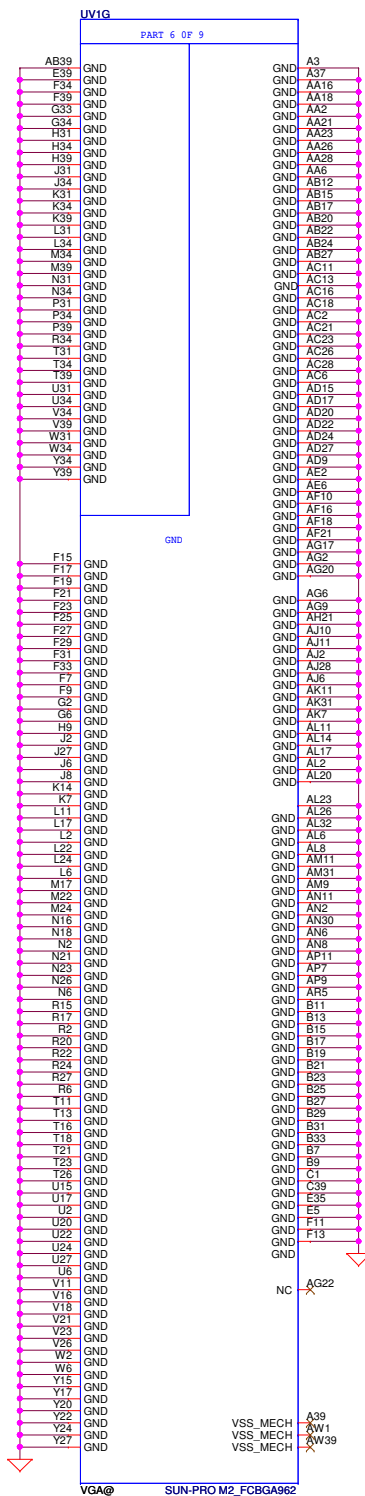 UV1G
PART 6 OF 9
AB39 GND
E39 GND
F34 GND
F39 GND
G33 GND
G34 GND
H31 GND
H34 GND
H39 GND
J31 GND
J34 GND
K31 GND
K34 GND
K39 GND
L31 GND
L34 GND
M34 GND
M39 GND
N31 GND
N34 GND
P31 GND
P34 GND
P39 GND
R34 GND
T31 GND
T34 GND
T39 GND
U31 GND
U34 GND
V34 GND
V39 GND
W31 GND
W34 GND
Y34 GND
Y39 GND
GND
F15 GND
F17 GND
F19 GND
F21 GND
F23 GND
F25 GND
F27 GND
F29 GND
F31 GND
F33 GND
F7 GND
F9 GND
G2 GND
G6 GND
H9 GND
J2 GND
J27 GND
J6 GND
J8 GND
K14 GND
K7 GND
L11 GND
L17 GND
L2 GND
L22 GND
L24 GND
L6 GND
M17 GND
M22 GND
M24 GND
N16 GND
N18 GND
N2 GND
N21 GND
N23 GND
N26 GND
N6 GND
R15 GND
R17 GND
R2 GND
R20 GND
R22 GND
R24 GND
R27 GND
R6 GND
T11 GND
T13 GND
T16 GND
T18 GND
T21 GND
T23 GND
T26 GND
U15 GND
U17 GND
U2 GND
U20 GND
U22 GND
U24 GND
U27 GND
U6 GND
V11 GND
V16 GND
V18 GND
V21 GND
V23 GND
V26 GND
W2 GND
W6 GND
Y15 GND
Y17 GND
Y20 GND
Y22 GND
Y24 GND
Y27 GND
GND A3
GND A37
GND AA16
GND AA18
GND AA2
GND AA21
GND AA23
GND AA26
GND AA28
GND AA6
GND AB12
GND AB15
GND AB17
GND AB20
GND AB22
GND AB24
GND AB27
GND AC11
GND AC13
GND AC16
GND AC18
GND AC2
GND AC21
GND AC23
GND AC26
GND AC28
GND AC6
GND AD15
GND AD17
GND AD20
GND AD22
GND AD24
GND AD27
GND AD9
GND AE2
GND AE6
GND AF10
GND AF16
GND AF18
GND AF21
GND AG17
GND AG2
GND AG20
GND AG6
GND AG9
GND AH21
GND AJ10
GND AJ11
GND AJ2
GND AJ28
GND AJ6
GND AK11
GND AK31
GND AK7
GND AL11
GND AL14
GND AL17
GND AL2
GND AL20
AL23
GND AL26
GND AL32
GND AL6
GND AL8
GND AM11
GND AM31
GND AM9
GND AN11
GND AN2
GND AN30
GND AN6
GND AN8
GND AP11
GND AP7
GND AP9
GND AR5
GND B11
GND B13
GND B15
GND B17
GND B19
GND B21
GND B23
GND B25
GND B27
GND B29
GND B31
GND B33
GND B7
GND B9
GND C1
GND C39
GND E35
GND E5
GND F11
GND F13
GND
NC AG22
VSS_MECH A39
VSS_MECH AW1
VSS_MECH AW39
VGA@ SUN-PRO M2_FCBGA962